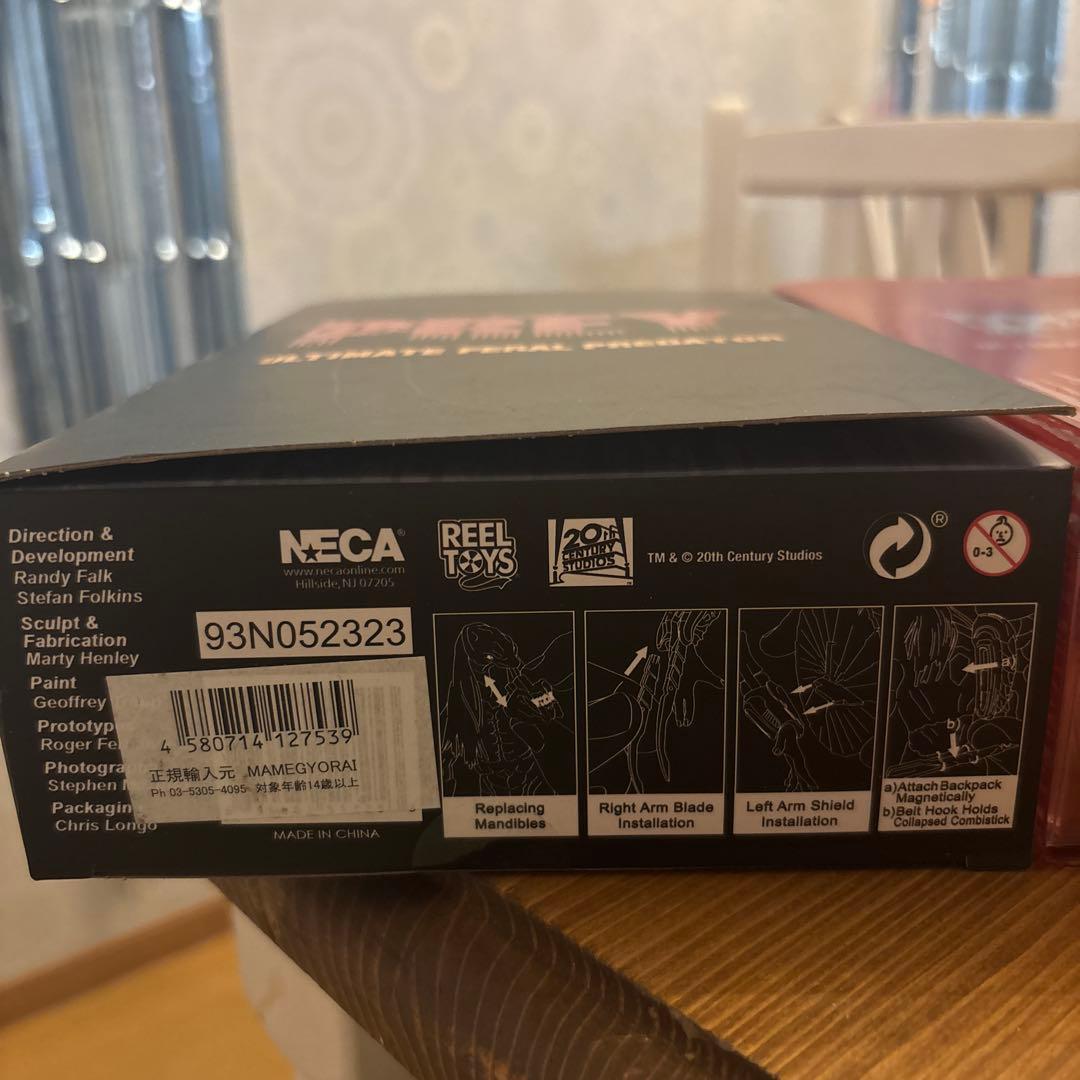 PREY
ULTIMATE FERAL PREDATOR
Direction &
Development
Randy Falk
Stefan Folkins
Sculpt &
Fabrication
Marty Henley
Paint
Geoffrey
Prototyp
Roger Fe
Photogra
Stephen
Packagin
Chris Longo
NECA®
www.necaonline.com
Hillside, NJ 07205
REEL
TOYS
20th
CENTURY
STUDIOS
TM & © 20th Century Studios
®
0-3
93N052323
4 580714 127539
正規輸入元 MAMEGYORAI
Ph 03-5305-4095 対象年齢14歳以上
MADE IN CHINA
Replacing
Mandibles
Right Arm Blade
Installation
Left Arm Shield
Installation
a)
b)
a)Attach Backpack
Magnetically
b)Belt Hook Holds
Collapsed Combistick